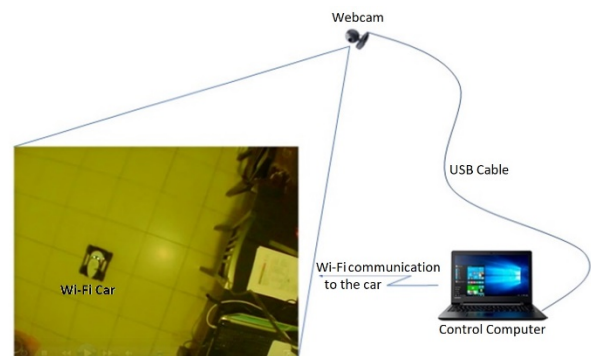 Webcam
USB Cable
Wi-Fi communication
to the car
Wi-Fi Car
Control Computer